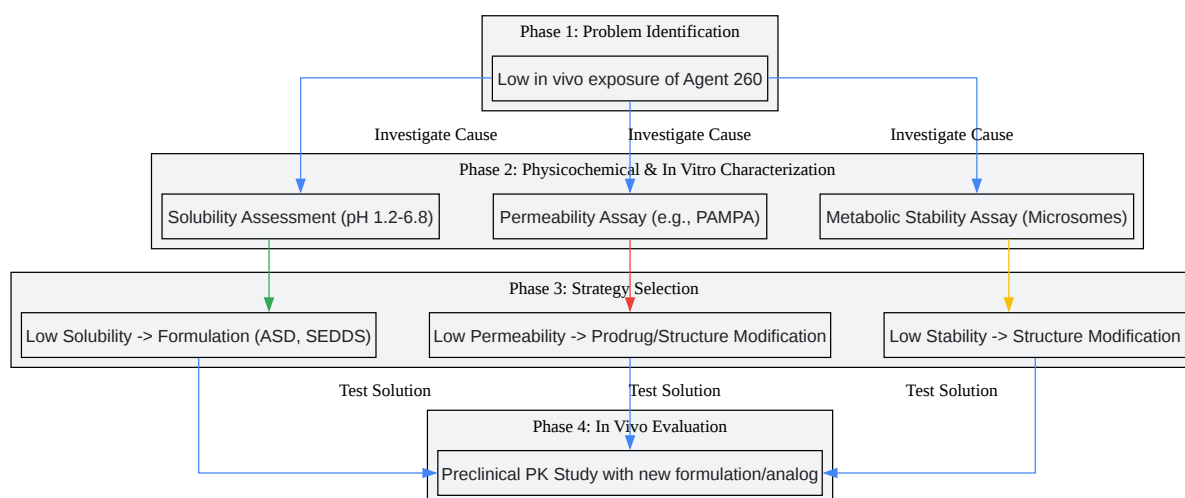 Phase 1: Problem Identification
Low in vivo exposure of Agent 260
Investigate Cause
Investigate Cause
Investigate Cause
Phase 2: Physicochemical & In Vitro Characterization
Solubility Assessment (pH 1.2-6.8)
Permeability Assay (e.g., PAMPA)
Metabolic Stability Assay (Microsomes)
Phase 3: Strategy Selection
Low Solubility -> Formulation (ASD, SEDDS)
Low Permeability -> Prodrug/Structure Modification
Low Stability -> Structure Modification
Test Solution
Test Solution
Test Solution
Phase 4: In Vivo Evaluation
Preclinical PK Study with new formulation/analog